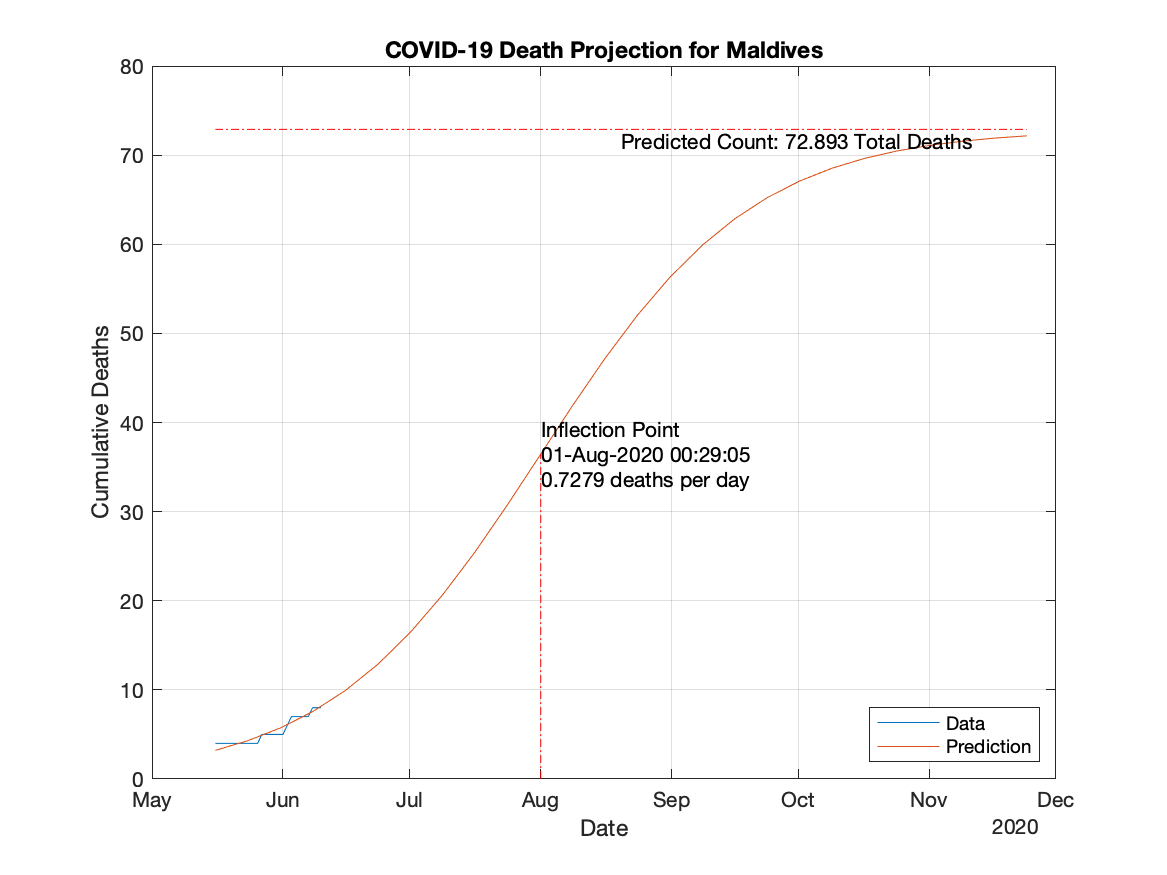 COVID-19 Death Projection for Maldives
80
70
60
50
40
30
20
10
0
Cumulative Deaths
Predicted Count: 72.893 Total Deaths
Inflection Point
01-Aug-2020 00:29:05
0.7279 deaths per day
Data
Prediction
May Jun Jul Aug Sep Oct Nov Dec
Date
2020